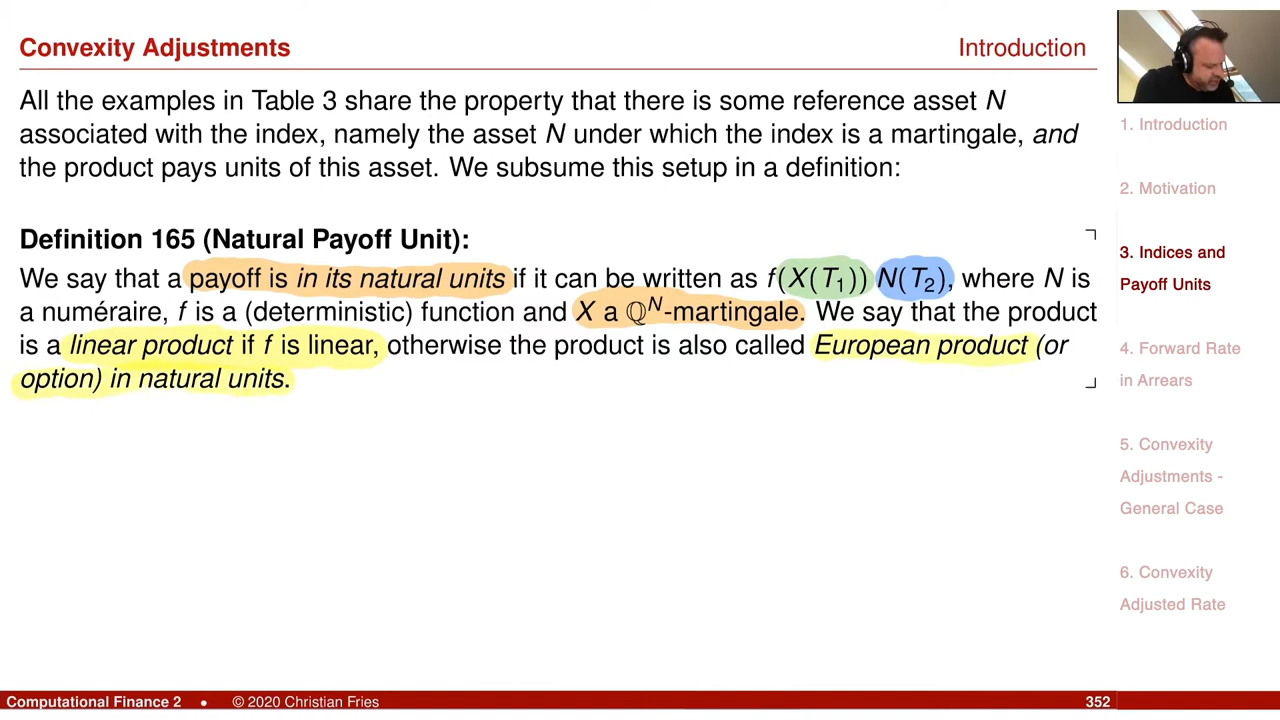 Convexity Adjustments
Introduction
All the examples in Table 3 share the property that there is some reference asset N
associated with the index, namely the asset N under which the index is a martingale, and
the product pays units of this asset. We subsume this setup in a definition:
Definition 165 (Natural Payoff Unit):
We say that a payoff is in its natural units if it can be written as f(X(T₁)) N(T₂), where N is
a numéraire, f is a (deterministic) function and X a ℚᴺ-martingale. We say that the product
is a linear product if f is linear, otherwise the product is also called European product (or
option) in natural units.
1. Introduction
2. Motivation
3. Indices and
Payoff Units
4. Forward Rate
in Arrears
5. Convexity
Adjustments -
General Case
6. Convexity
Adjusted Rate
Computational Finance 2 • © 2020 Christian Fries
352